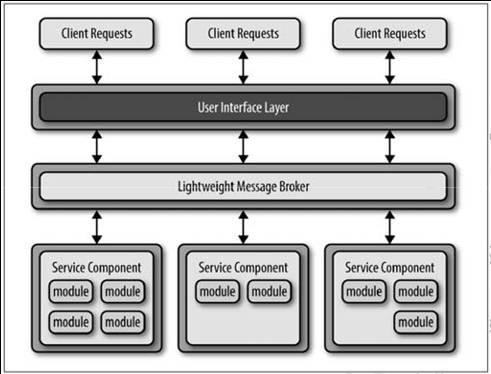 Client Requests Client Requests Client Requests
User Interface Layer
Lightweight Message Broker
Service Component Service Component Service Component
module module module module module module
module module module